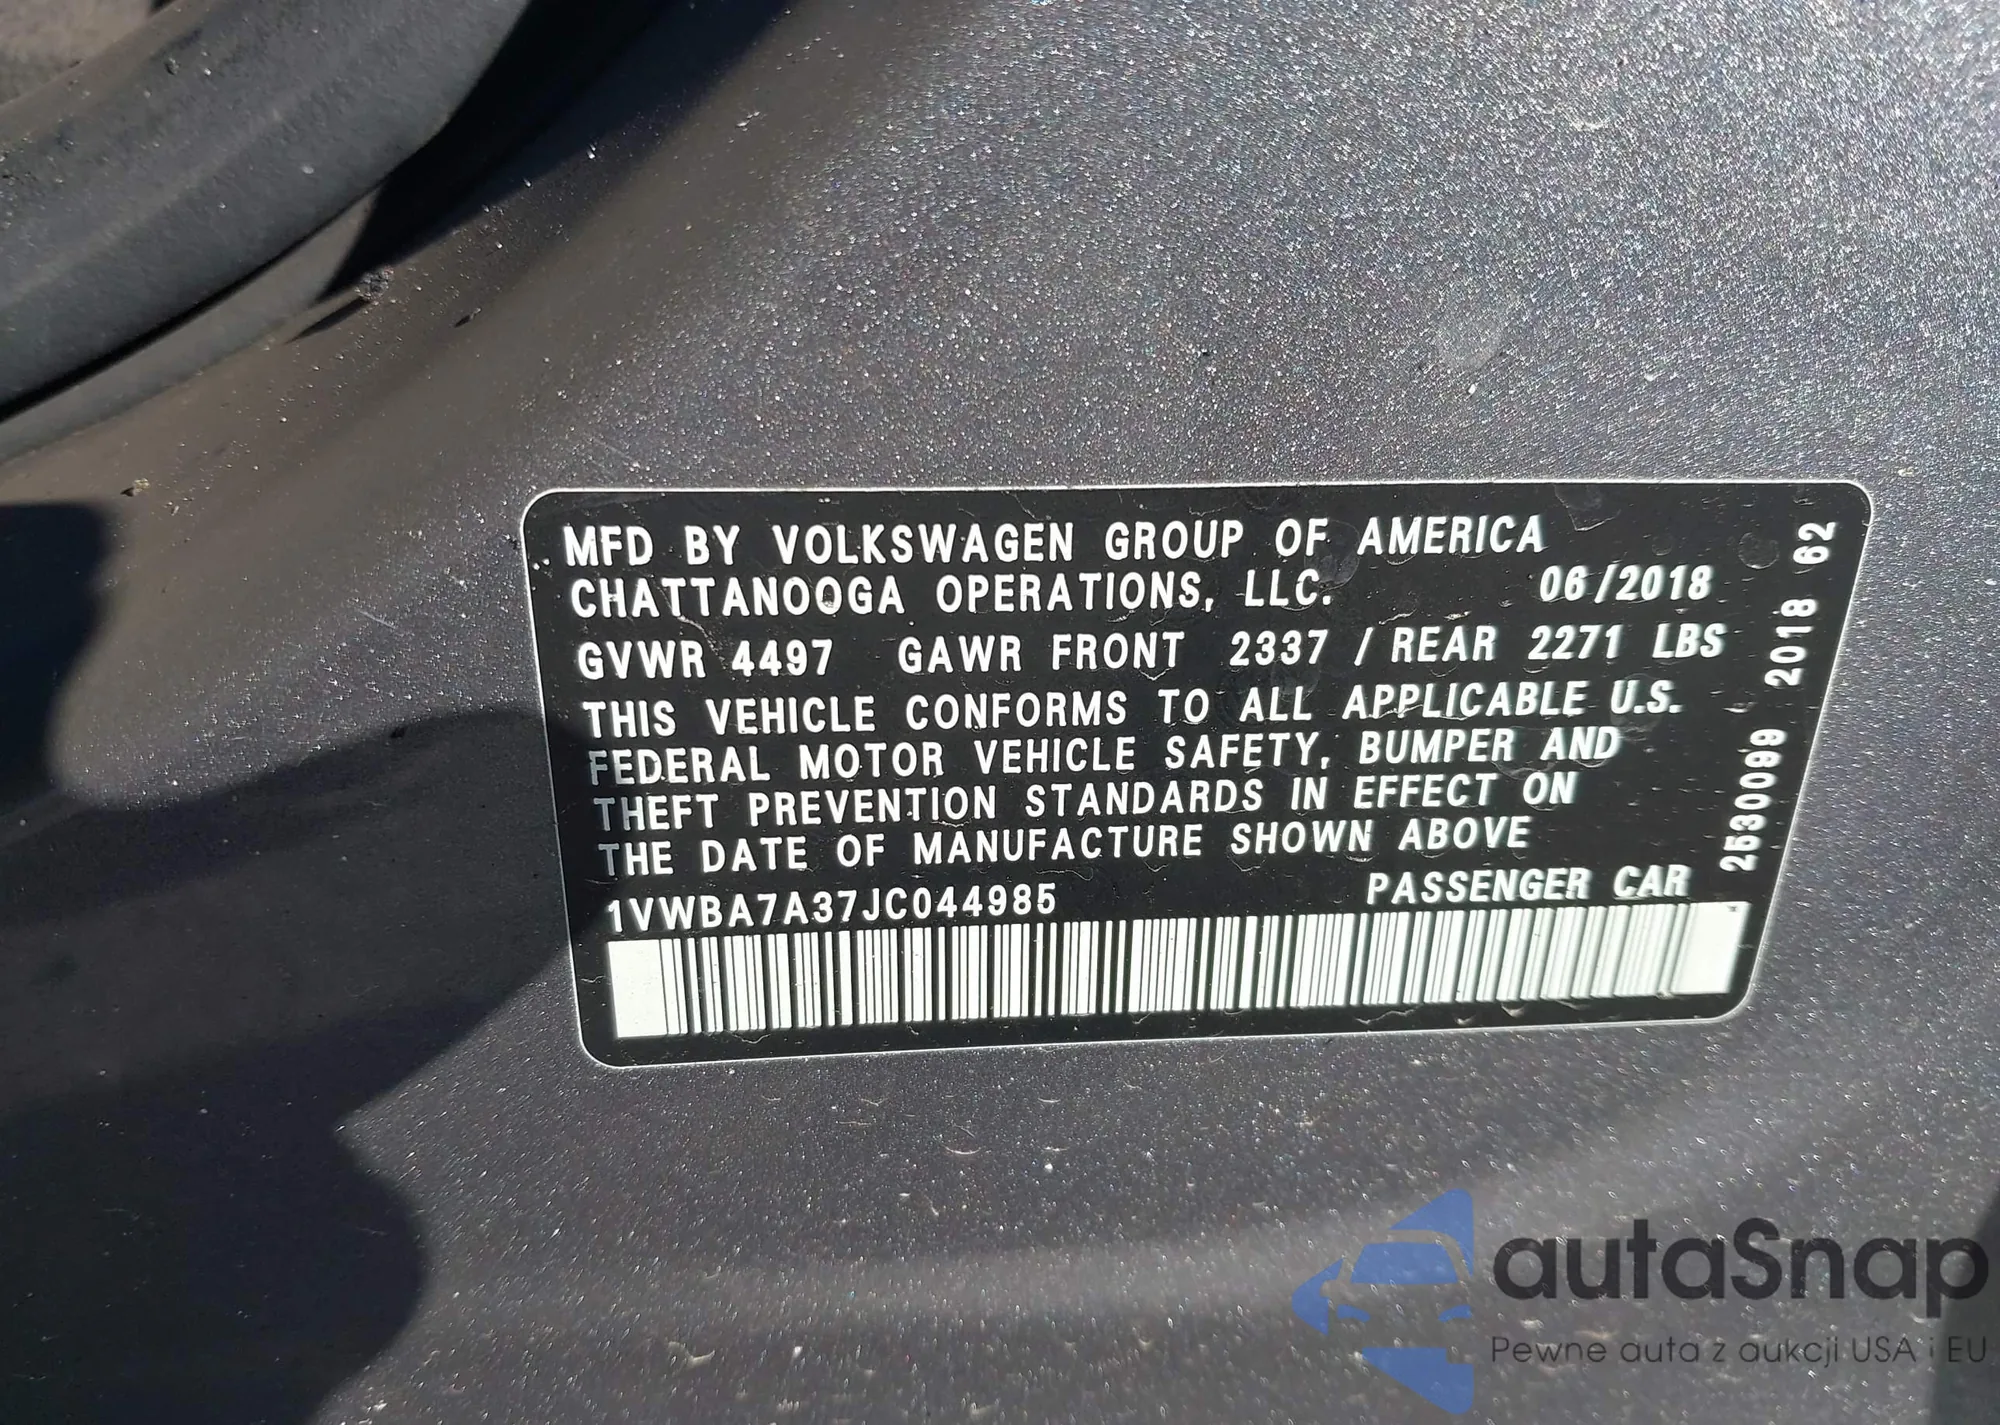 MFD BY VOLKSWAGEN GROUP OF AMERICA
CHATTANOOGA OPERATIONS, LLC. 06/2018
GVWR 4497 GAWR FRONT 2337 / REAR 2271 LBS
THIS VEHICLE CONFORMS TO ALL APPLICABLE U.S.
FEDERAL MOTOR VEHICLE SAFETY, BUMPER AND
THEFT PREVENTION STANDARDS IN EFFECT ON
THE DATE OF MANUFACTURE SHOWN ABOVE
1VWBA7A37JC044985 PASSENGER CAR
2530099 2018 62
autaSnap
Pewne auta z aukcji USA i EU